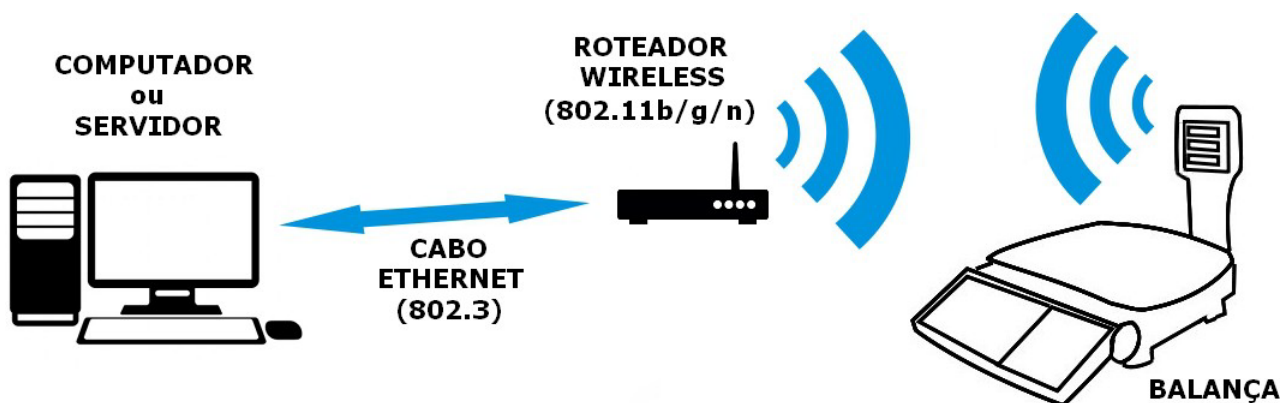 COMPUTADOR
ou
SERVIDOR
ROTEADOR
WIRELESS
(802.11b/g/n)
CABO
ETHERNET
(802.3)
BALANÇA